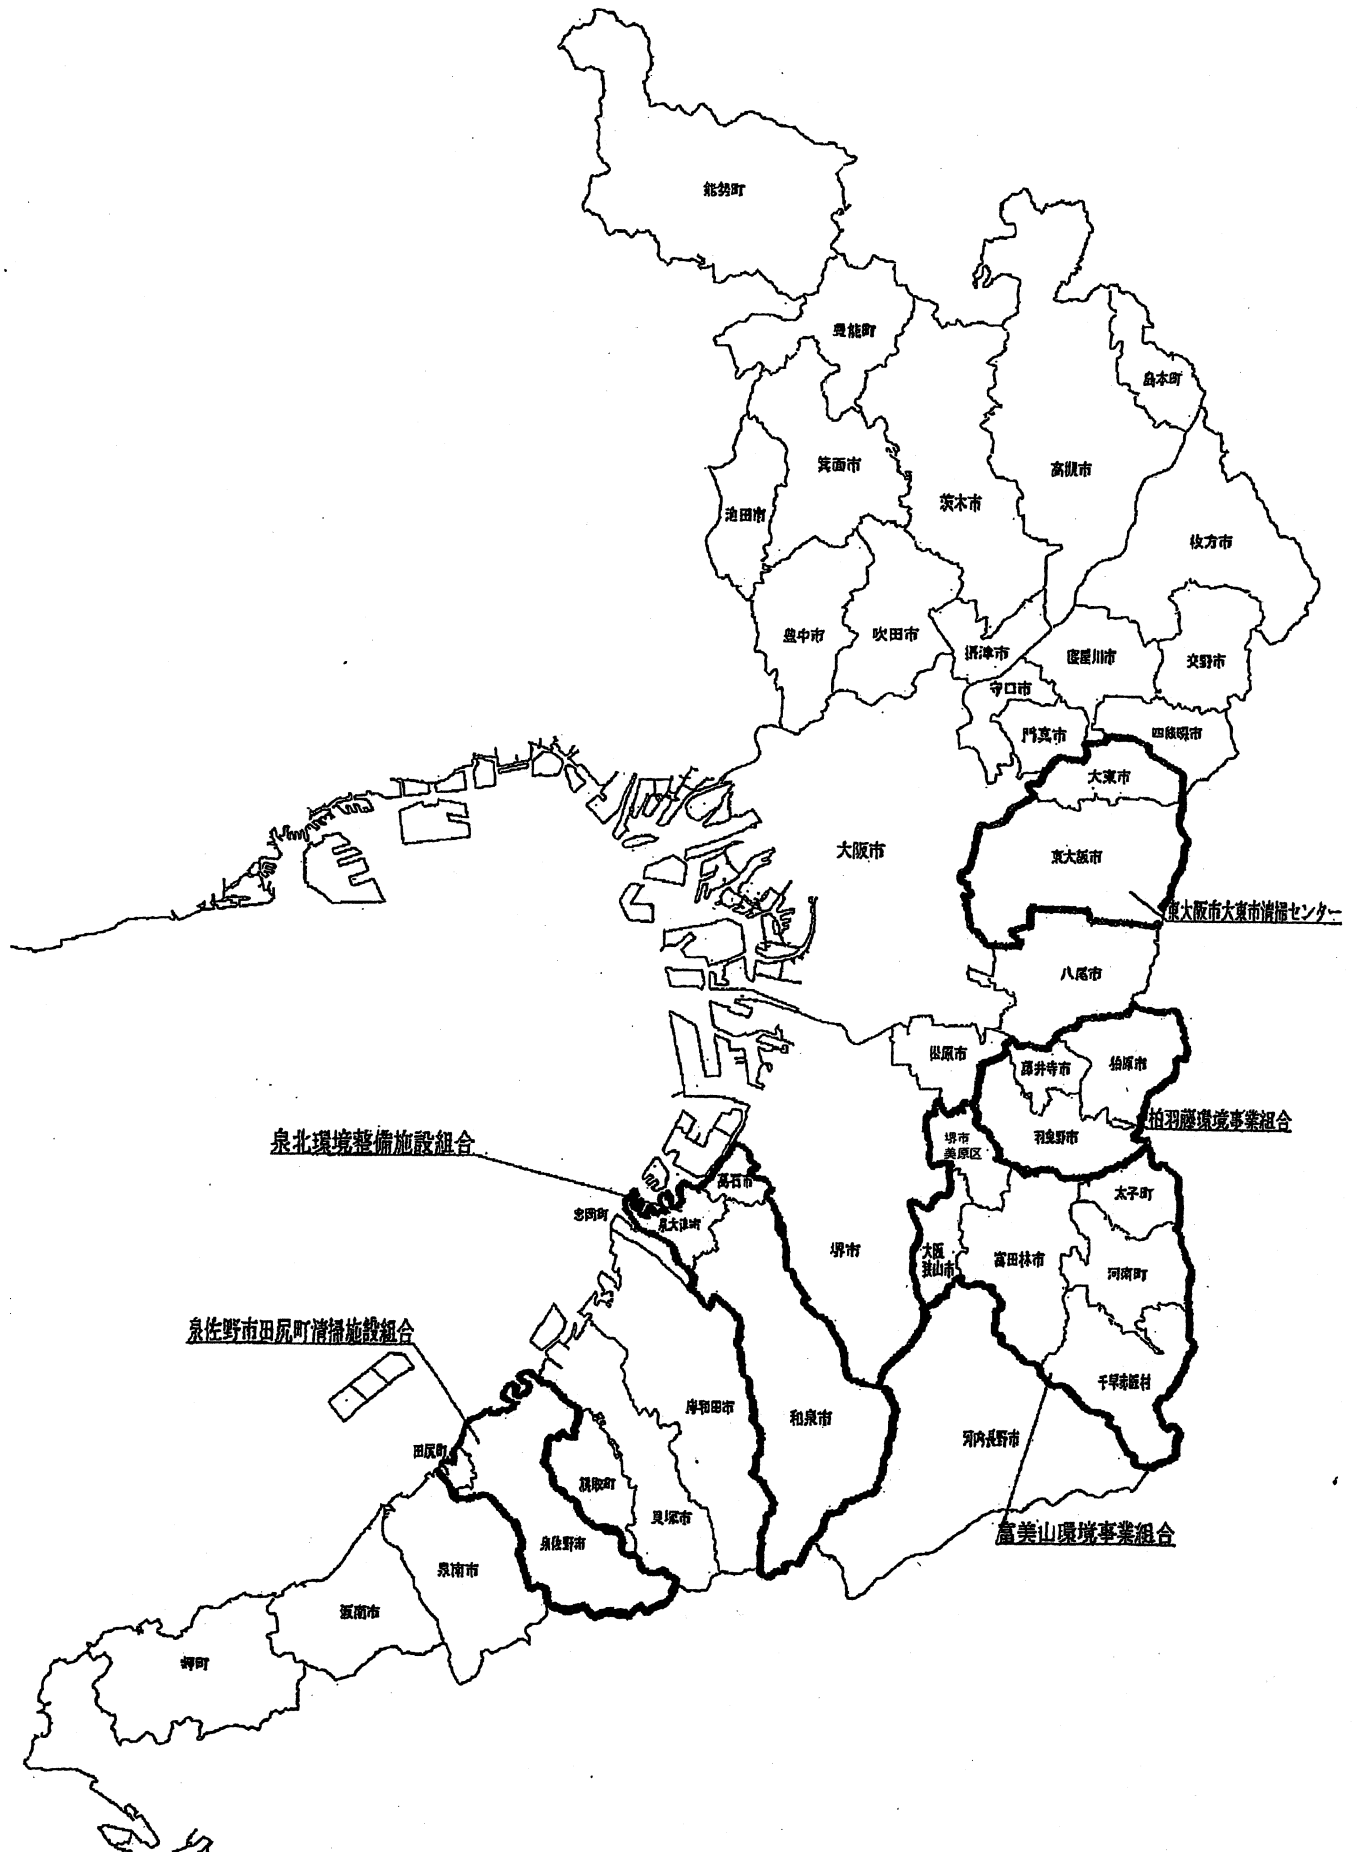 能勢町
豊能町
島本町
箕面市
高槻市
茨木市
池田市
枚方市
豊中市
吹田市
摂津市
寝屋川市
交野市
守口市
門真市
四條畷市
大東市
大阪市
東大阪市
東大阪市大東市清掃センター
八尾市
松原市
藤井寺市
柏原市
柏羽藤環境事業組合
泉北環境整備施設組合
堺市
美原区
羽曳野市
高石市
太子町
忠岡町
泉大津市
堺市
大阪
狭山市
富田林市
河南町
泉佐野市田尻町清掃施設組合
千早赤阪村
岸和田市
和泉市
河内長野市
田尻町
熊取町
貝塚市
富美山環境事業組合
泉佐野市
泉南市
阪南市
岬町